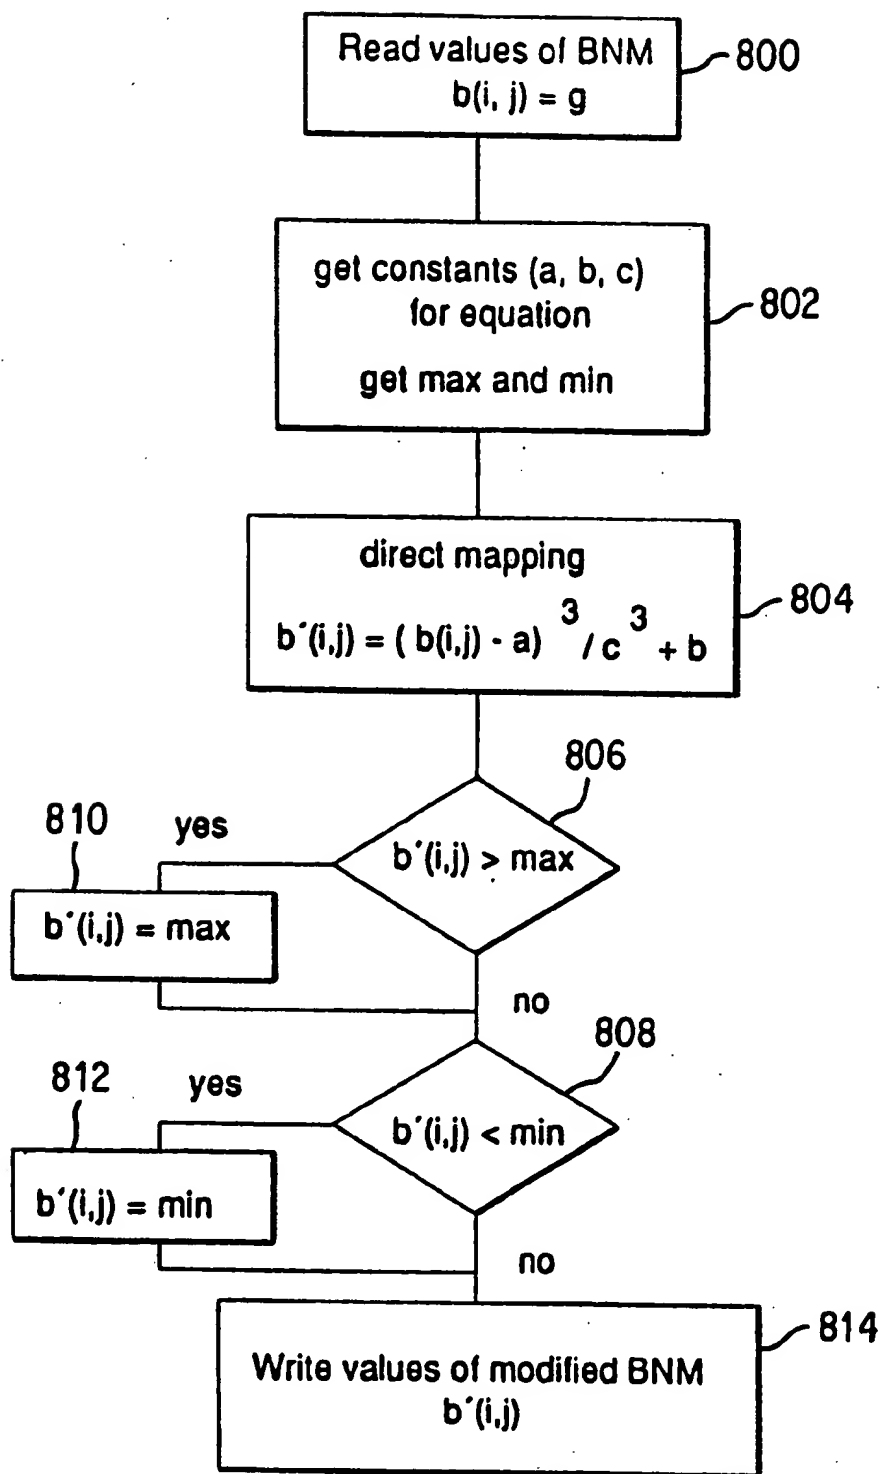 Read values of BNM
b(i, j) = g
800
get constants (a, b, c)
for equation
get max and min
802
direct mapping
b´(i,j) = ( b(i,j) - a) ³ / c ³ + b
804
806
b´(i,j) > max
yes
810
b´(i,j) = max
no
808
b´(i,j) < min
yes
812
b´(i,j) = min
no
814
Write values of modified BNM
b´(i,j)